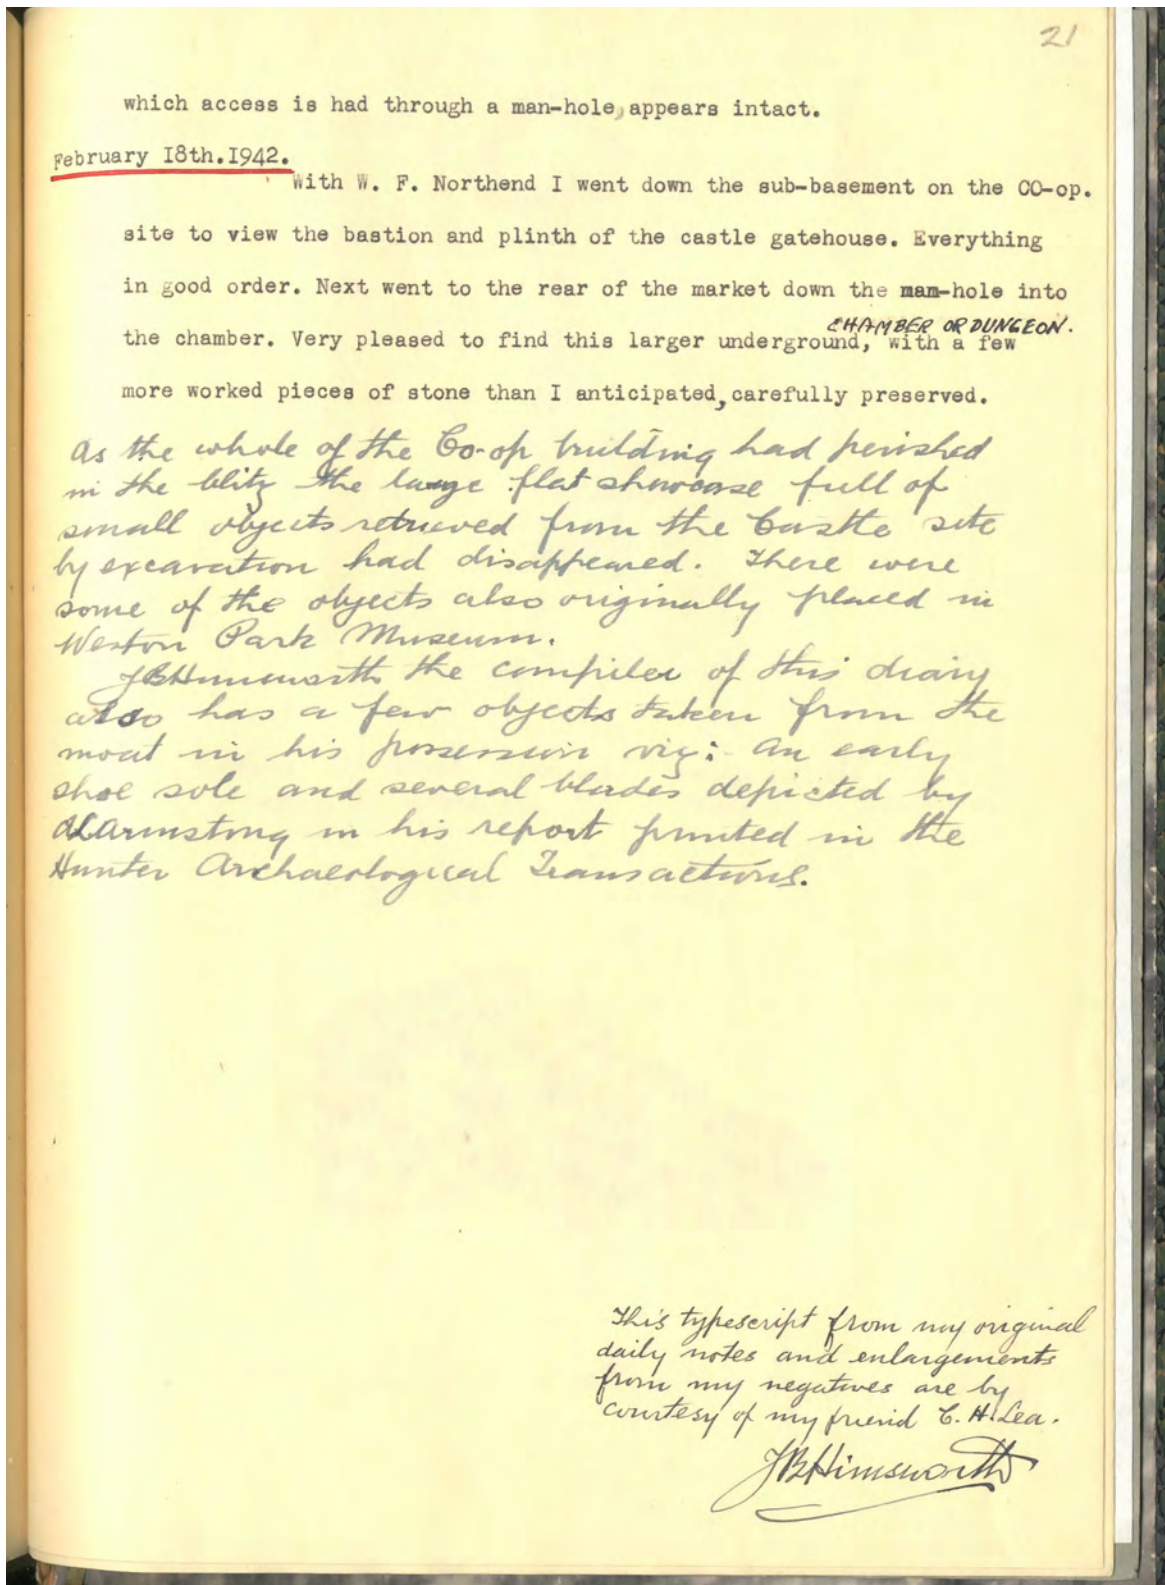 21
which access is had through a man-hole, appears intact.
February I8th.I942.
With W. F. Northend I went down the sub-basement on the CO-op.
site to view the bastion and plinth of the castle gatehouse. Everything
in good order. Next went to the rear of the market down the man-hole into
CHAMBER OR DUNGEON.
the chamber. Very pleased to find this larger underground, with a few
more worked pieces of stone than I anticipated, carefully preserved.
As the whole of the Co-op building had perished
in the blitz the large flat showcase full of
small objects retrieved from the Castle site
by excavation had disappeared. There were
some of the objects also originally placed in
Weston Park Museum.
JBHimsworth the compiler of this diary
also has a few objects taken from the
moat in his possession viz: - An early
shoe sole and several blades depicted by
ALArmstong in his report printed in the
Hunter Archaeological Transactions.
This typescript from my original
daily notes and enlargements
from my negatives are by
courtesy of my friend C. H. Lea.
JBHimsworth